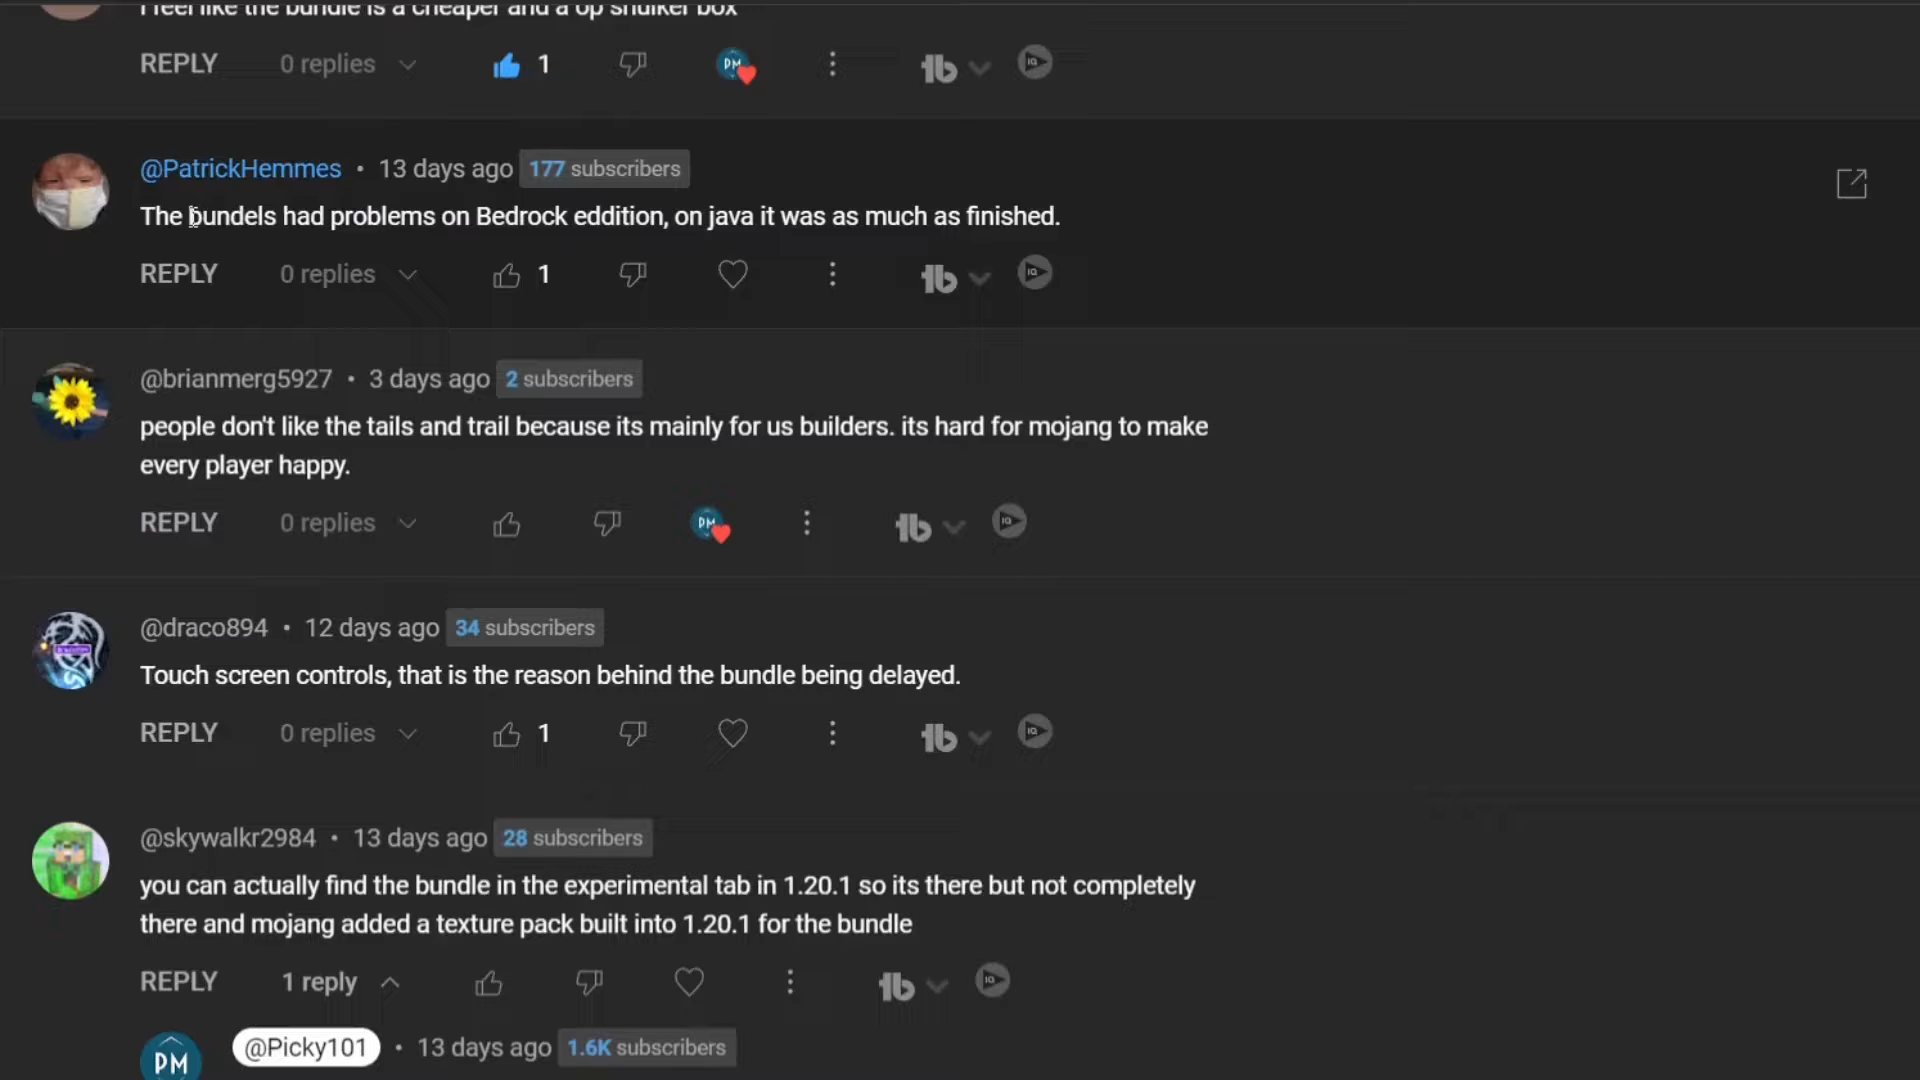 I feel like the bundle is a cheaper and a op shulker box
REPLY 0 replies 1
@PatrickHemmes • 13 days ago 177 subscribers
The bundels had problems on Bedrock eddition, on java it was as much as finished.
REPLY 0 replies 1
@brianmerg5927 • 3 days ago 2 subscribers
people don't like the tails and trail because its mainly for us builders. its hard for mojang to make
every player happy.
REPLY 0 replies
@draco894 • 12 days ago 34 subscribers
Touch screen controls, that is the reason behind the bundle being delayed.
REPLY 0 replies 1
@skywalkr2984 • 13 days ago 28 subscribers
you can actually find the bundle in the experimental tab in 1.20.1 so its there but not completely
there and mojang added a texture pack built into 1.20.1 for the bundle
REPLY 1 reply
PM @Picky101 • 13 days ago 1.6K subscribers